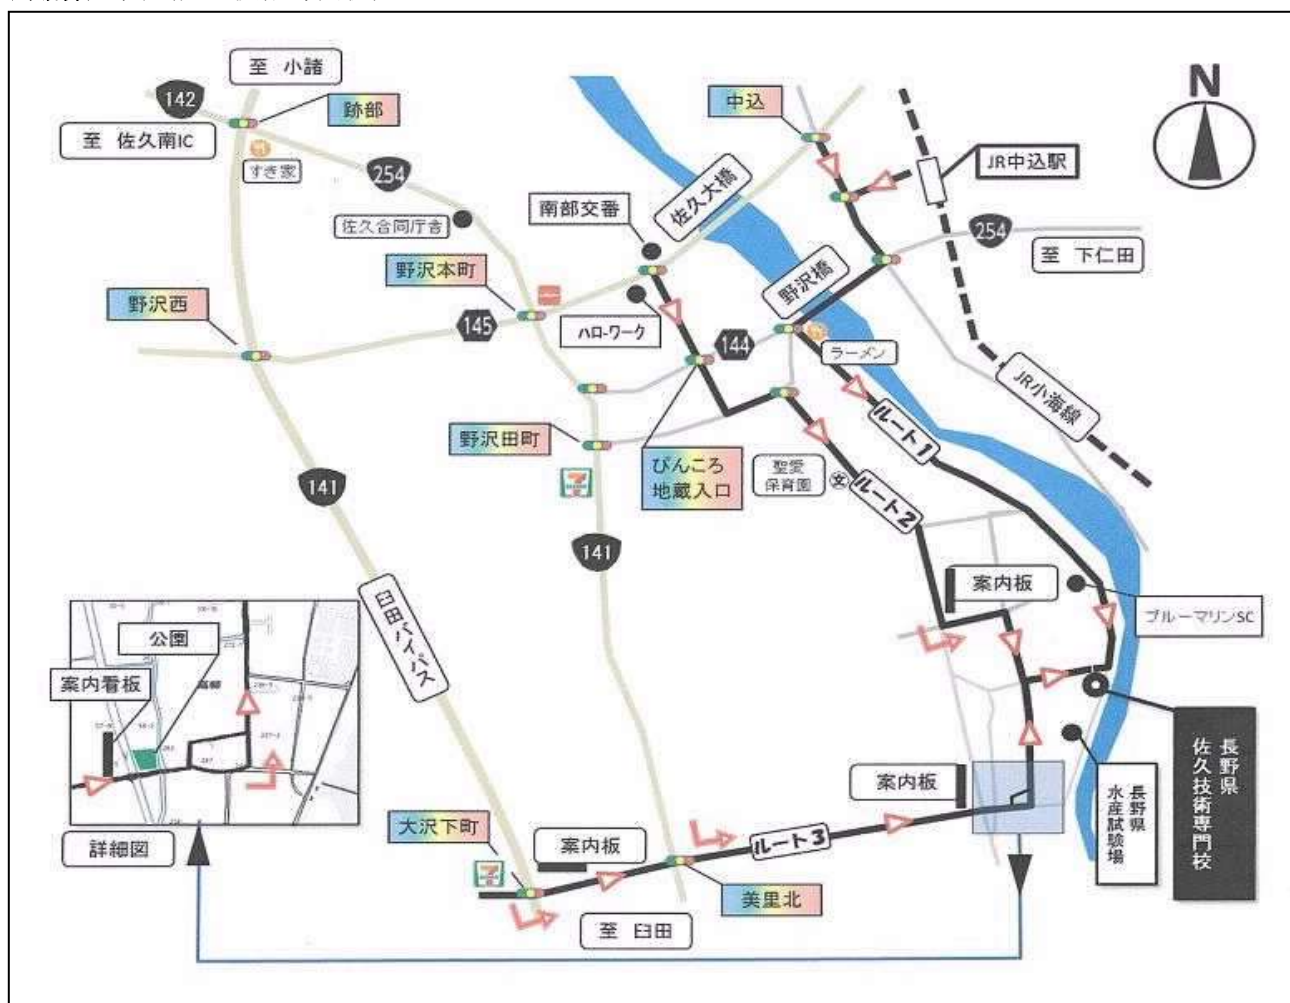 至 小諸
142
跡部
中込
N
至 佐久南IC
すき家
254
JR中込駅
佐久大橋
南部交番
佐久合同庁舎
254
至 下仁田
野沢本町
野沢橋
野沢西
145
ハローワーク
144
ラーメン
JR小海線
ルート1
野沢田町
ぴんころ
地蔵入口
聖愛
保育園
文
ルート2
7
141
141
案内板
ブルーマリンSC
臼田バイパス
公園
案内看板
長野県
佐久技術専門校
案内板
長野県
水産試験場
大沢下町
詳細図
案内板
ルート3
7
美里北
至 臼田